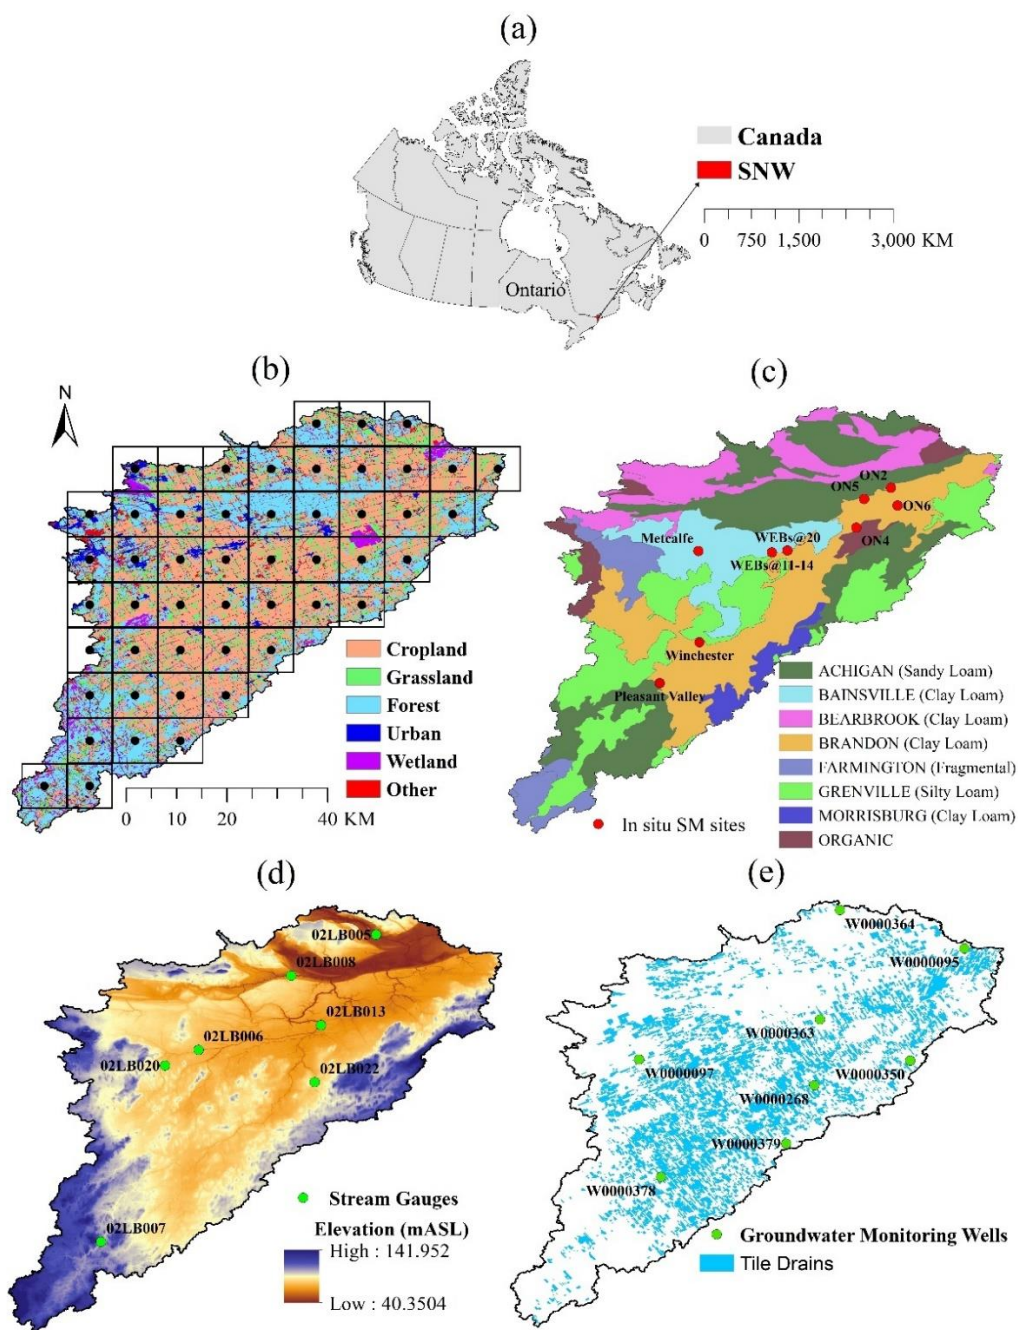 (a)
Canada
SNW
0 750 1,500 3,000 KM
Ontario
(b)
N
Cropland
Grassland
Forest
Urban
Wetland
Other
0 10 20 40 KM
(c)
ON2
ON5
ON6
ON4
Metcalfe
WEBs@20
WEBs@11-14
Winchester
Pleasant Valley
ACHIGAN (Sandy Loam)
BAINSVILLE (Clay Loam)
BEARBROOK (Clay Loam)
BRANDON (Clay Loam)
FARMINGTON (Fragmental)
GRENVILLE (Silty Loam)
MORRISBURG (Clay Loam)
ORGANIC
In situ SM sites
(d)
02LB005
02LB008
02LB013
02LB006
02LB020
02LB022
02LB007
Stream Gauges
Elevation (mASL)
High : 141.952
Low : 40.3504
(e)
W0000364
W0000095
W0000363
W0000097
W0000350
W0000268
W0000379
W0000378
Groundwater Monitoring Wells
Tile Drains